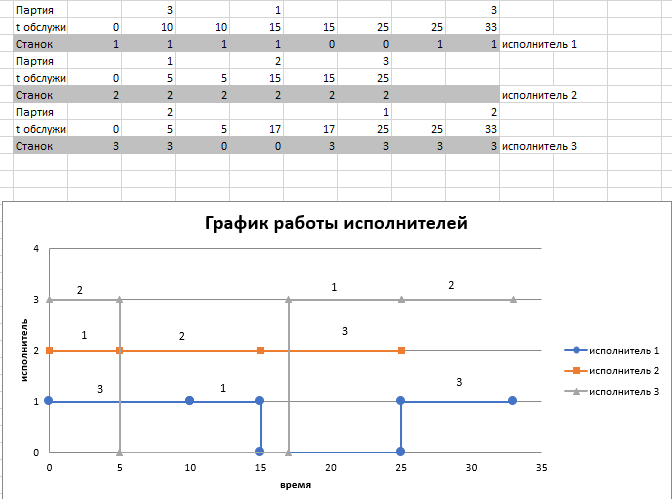 Партия 3 1 3
t обслужи 0 10 10 15 15 25 25 33
Станок 1 1 1 1 0 0 1 1 исполнитель 1
Партия 1 2 3
t обслужи 0 5 5 15 15 25
Станок 2 2 2 2 2 2 исполнитель 2
Партия 2 1 2
t обслужи 0 5 5 17 17 25 25 33
Станок 3 3 0 0 3 3 3 3 исполнитель 3
График работы исполнителей
4
3
2
1
0
исполнитель
2 1 2
1 2 3
3 1 3
0 5 10 15 20 25 30 35
время
исполнитель 1
исполнитель 2
исполнитель 3